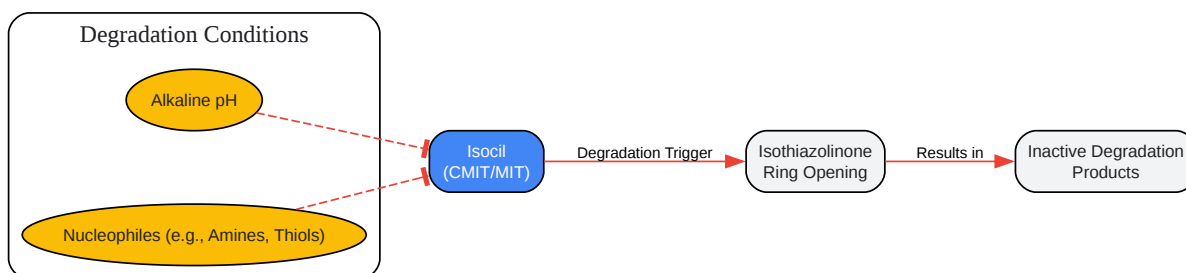 Degradation Conditions
Alkaline pH
Nucleophiles (e.g., Amines, Thiols)
Isocil
(CMIT/MIT)
Degradation Trigger
Isothiazolinone
Ring Opening
Results in
Inactive Degradation
Products